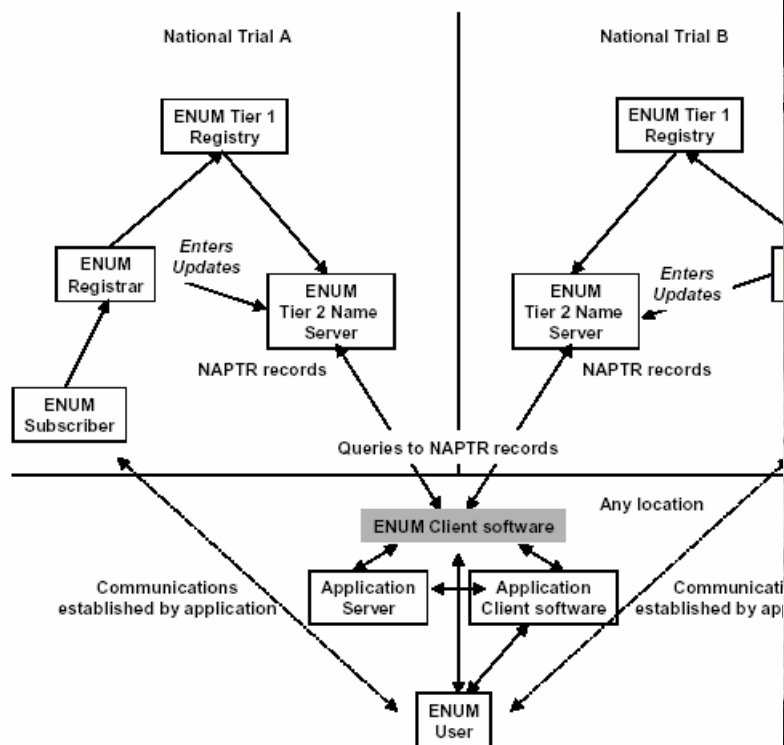 National Trial A
National Trial B
ENUM Tier 1
Registry
ENUM Tier 1
Registry
ENUM
Registrar
Enters
Updates
ENUM
Tier 2 Name
Server
ENUM
Tier 2 Name
Server
Enters
Updates
NAPTR records
NAPTR records
ENUM
Subscriber
Queries to NAPTR records
Any location
ENUM Client software
Communications
established by application
Application
Server
Application
Client software
established by
ENUM
User